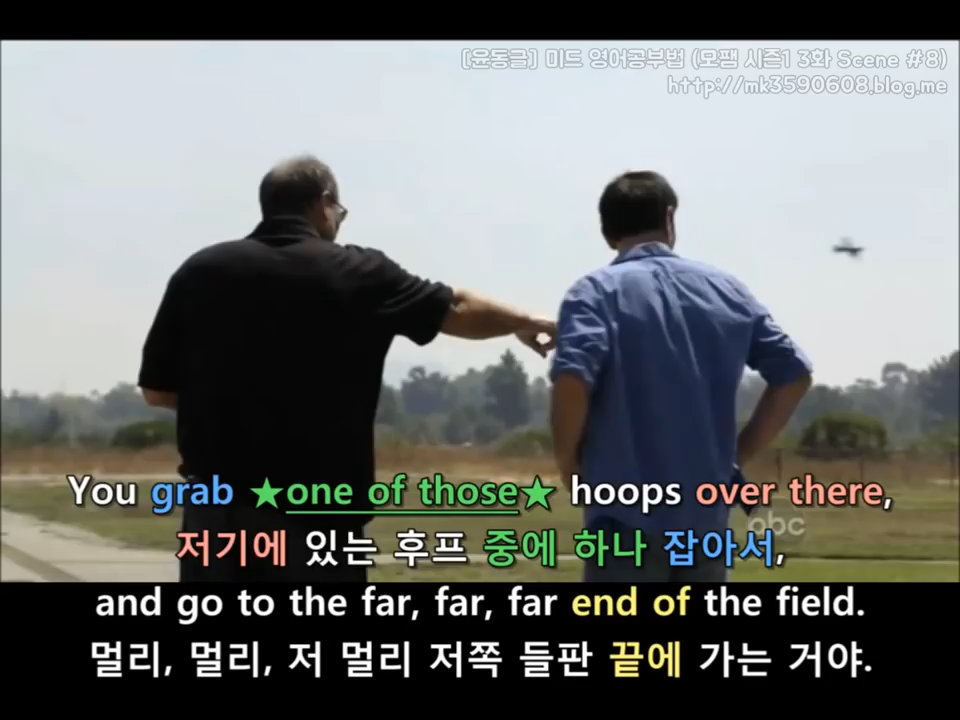 [윤동글] 미드 영어공부법 (모팸 시즌1 3화 Scene #8)
http://mk3590608.blog.me
You grab ★one of those★ hoops over there,
저기에 있는 후프 중에 하나 잡아서,
abc
and go to the far, far, far end of the field.
멀리, 멀리, 저 멀리 저쪽 들판 끝에 가는 거야.